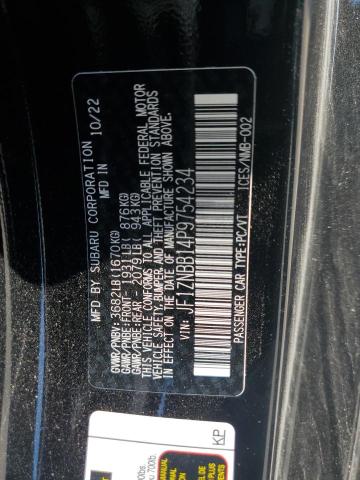 MFD BY SUBARU CORPORATION 10/22
MFD IN
GVWR/PNBV:3682LB(1670KG)
GAWR/PNBE:FRONT-1931LB( 876KG)
GAWR/PNBE:REAR -2079LB( 943KG)
THIS VEHICLE CONFORMS TO ALL APPLICABLE FEDERAL MOTOR
VEHICLE SAFETY,BUMPER,AND THEFT PREVENTION STANDARDS
IN EFFECT ON THE DATE OF MANUFACTURE SHOWN ABOVE.
VIN: JF1ZNBB14P9754234
PASSENGER CAR TYPE:PC/VT ICES/NMB-002
KP